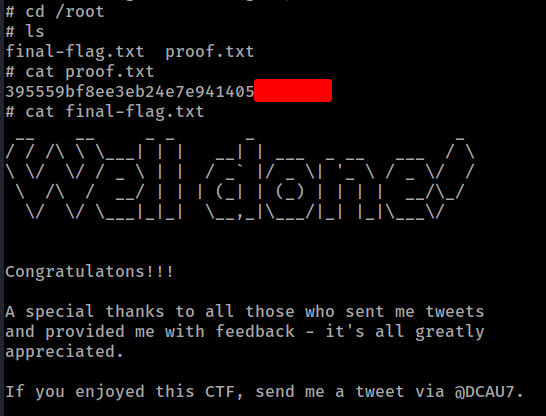 # cd /root
# ls
final-flag.txt  proof.txt
# cat proof.txt
395559bf8ee3eb24e7e941405
# cat final-flag.txt
Well done!
Congratulatons!!!
A special thanks to all those who sent me tweets
and provided me with feedback - it's all greatly
appreciated.
If you enjoyed this CTF, send me a tweet via @DCAU7.